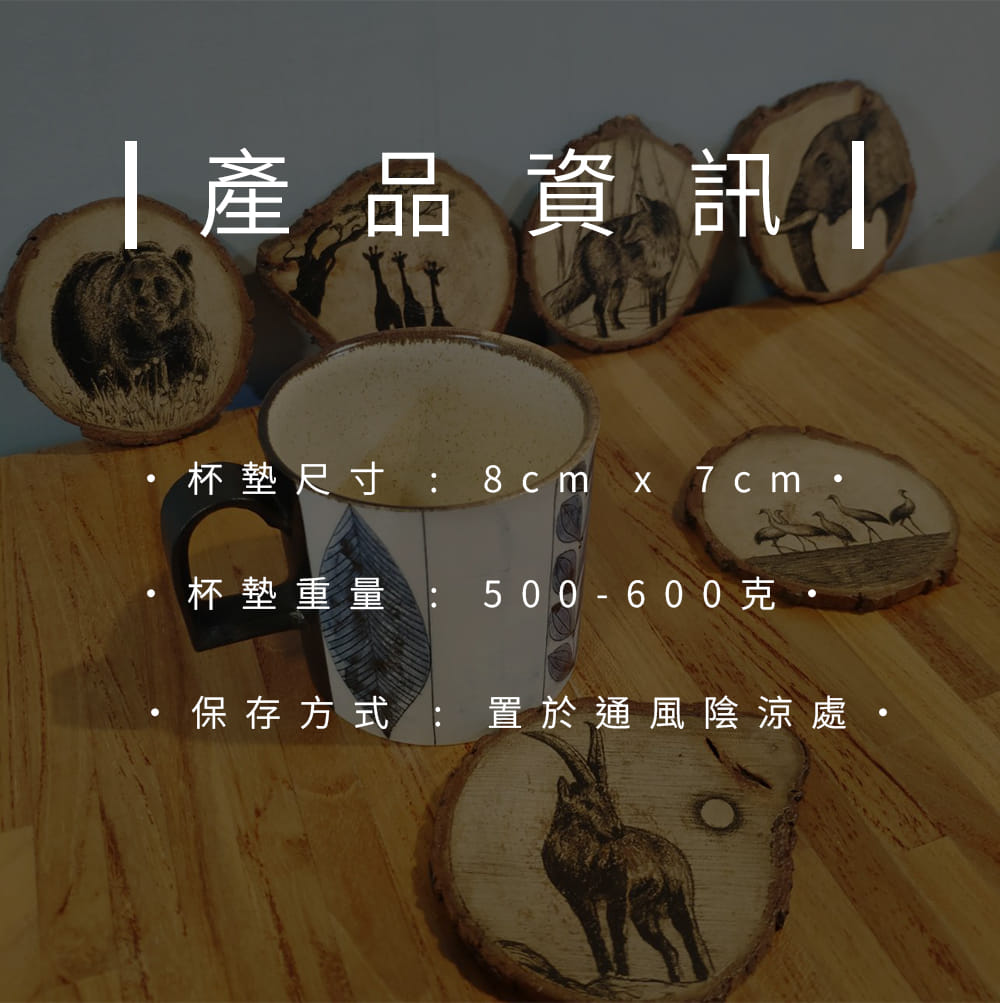 產品資訊
・杯墊尺寸 : 8cm x 7cm・
・杯墊重量 : 500-600克・
・保存方式 : 置於通風陰涼處・